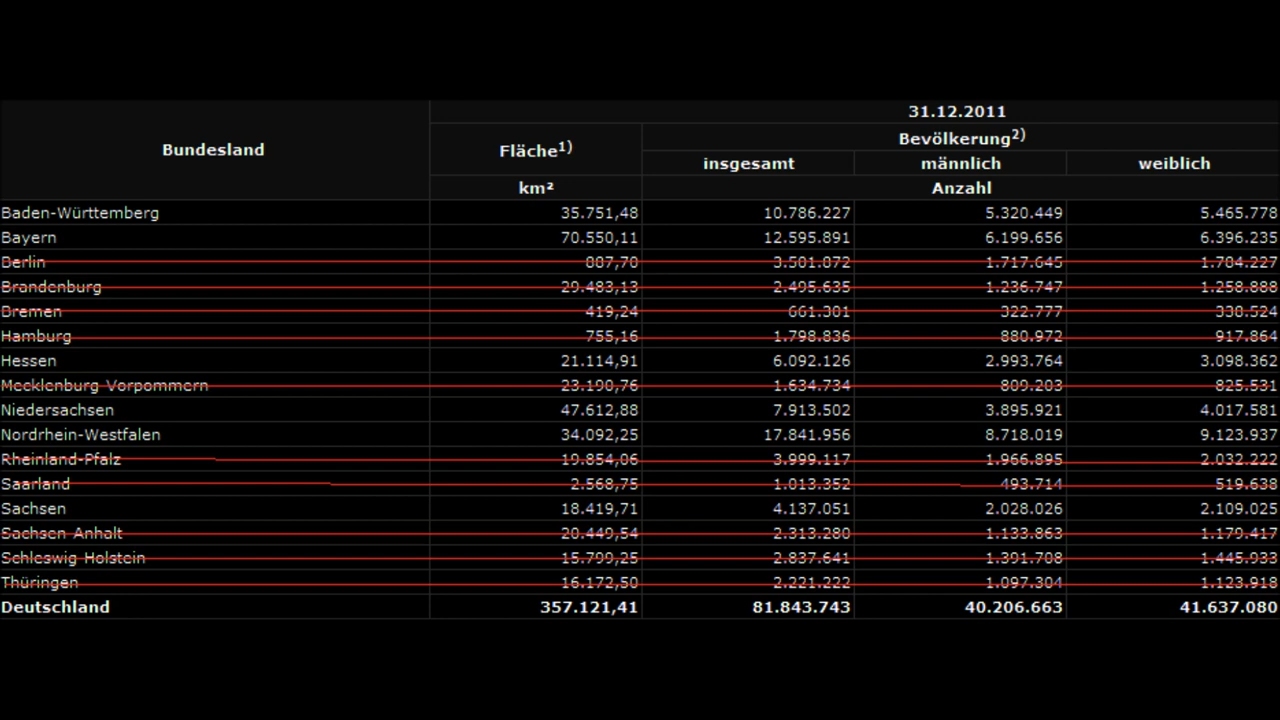 31.12.2011
Bundesland Fläche1) Bevölkerung2)
insgesamt männlich weiblich
km² Anzahl
Baden-Württemberg 35.751,48 10.786.227 5.320.449 5.465.778
Bayern 70.550,11 12.595.891 6.199.656 6.396.235
Berlin 887,70 3.501.872 1.717.645 1.784.227
Brandenburg 29.483,13 2.495.635 1.236.747 1.258.888
Bremen 419,24 661.301 322.777 338.524
Hamburg 755,16 1.798.836 880.972 917.864
Hessen 21.114,91 6.092.126 2.993.764 3.098.362
Mecklenburg-Vorpommern 23.190,76 1.634.734 809.203 825.531
Niedersachsen 47.612,88 7.913.502 3.895.921 4.017.581
Nordrhein-Westfalen 34.092,25 17.841.956 8.718.019 9.123.937
Rheinland-Pfalz 19.854,06 3.999.117 1.966.895 2.032.222
Saarland 2.568,75 1.013.352 493.714 519.638
Sachsen 18.419,71 4.137.051 2.028.026 2.109.025
Sachsen-Anhalt 20.449,54 2.313.280 1.133.863 1.179.417
Schleswig-Holstein 15.799,25 2.837.641 1.391.708 1.445.933
Thüringen 16.172,50 2.221.222 1.097.304 1.123.918
Deutschland 357.121,41 81.843.743 40.206.663 41.637.080